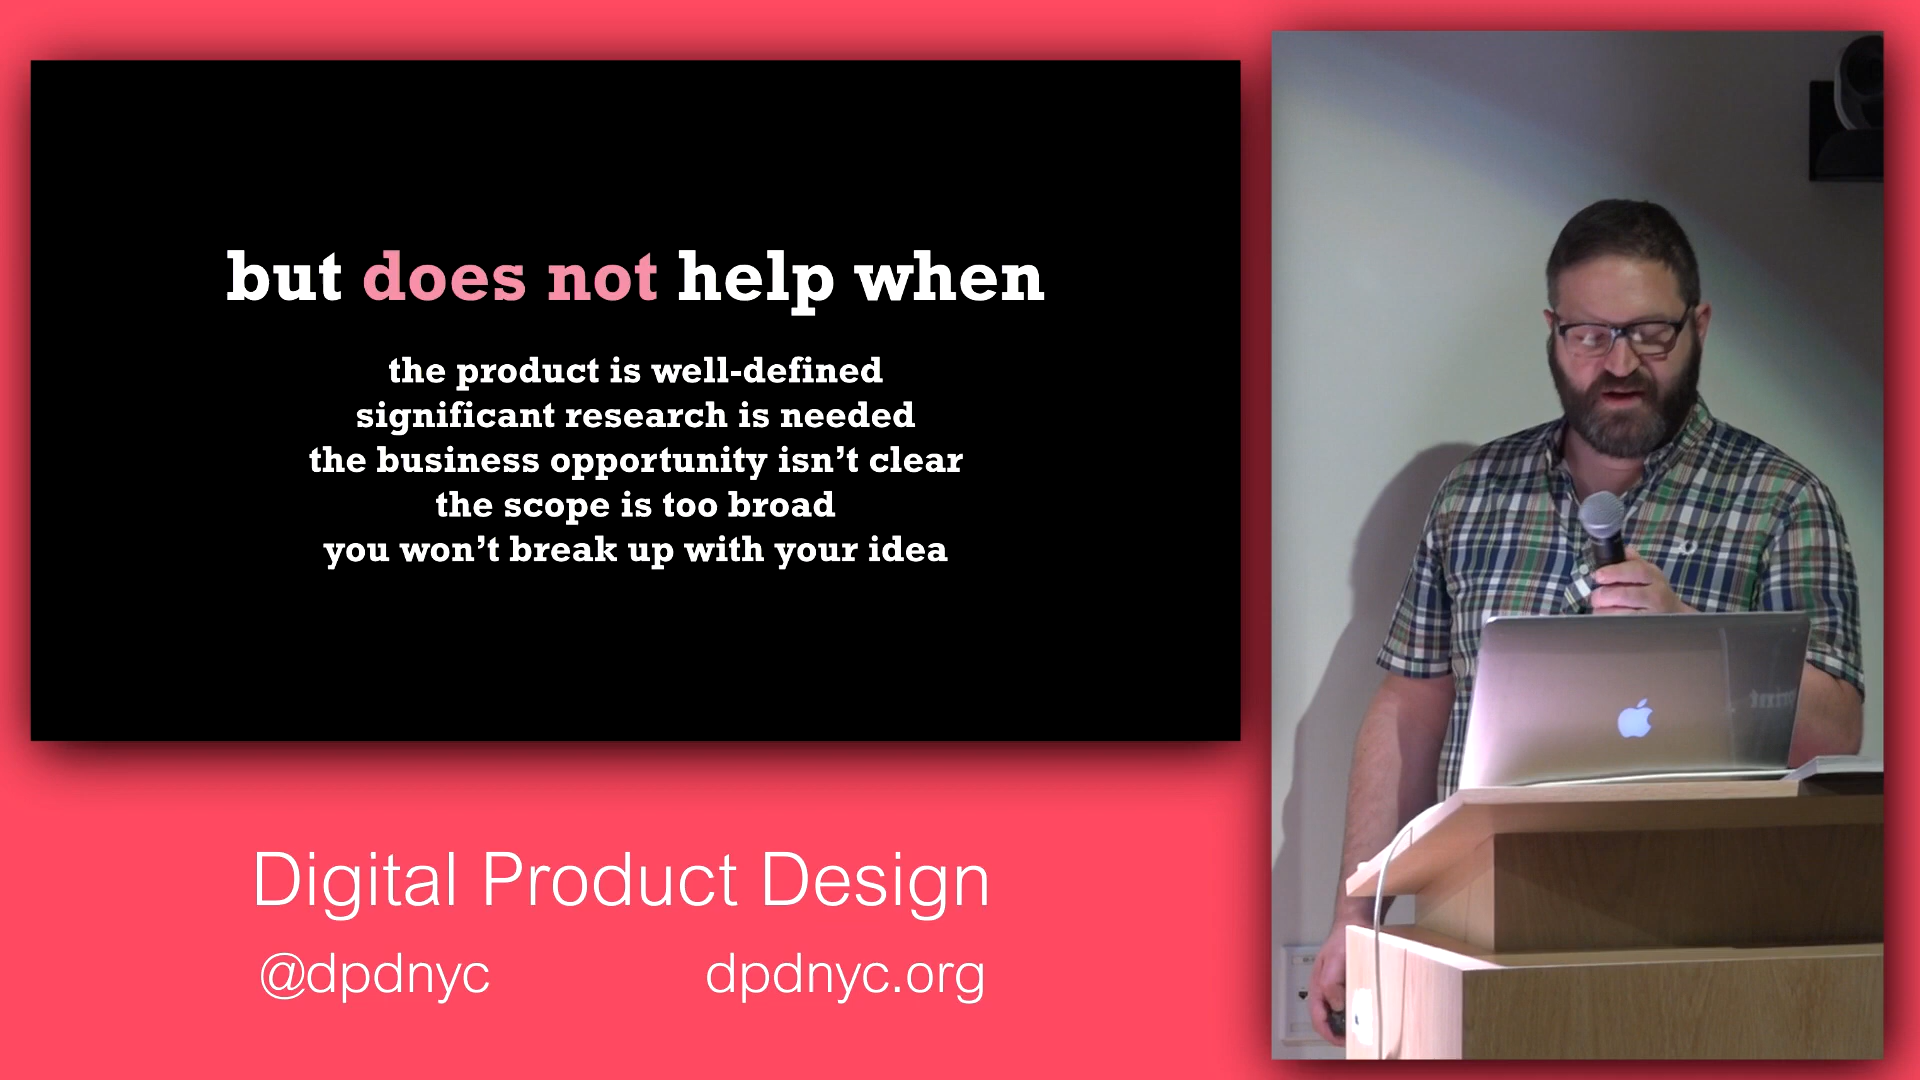 but does not help when
the product is well-defined
significant research is needed
the business opportunity isn’t clear
the scope is too broad
you won’t break up with your idea
Digital Product Design
@dpdnyc
dpdnyc.org